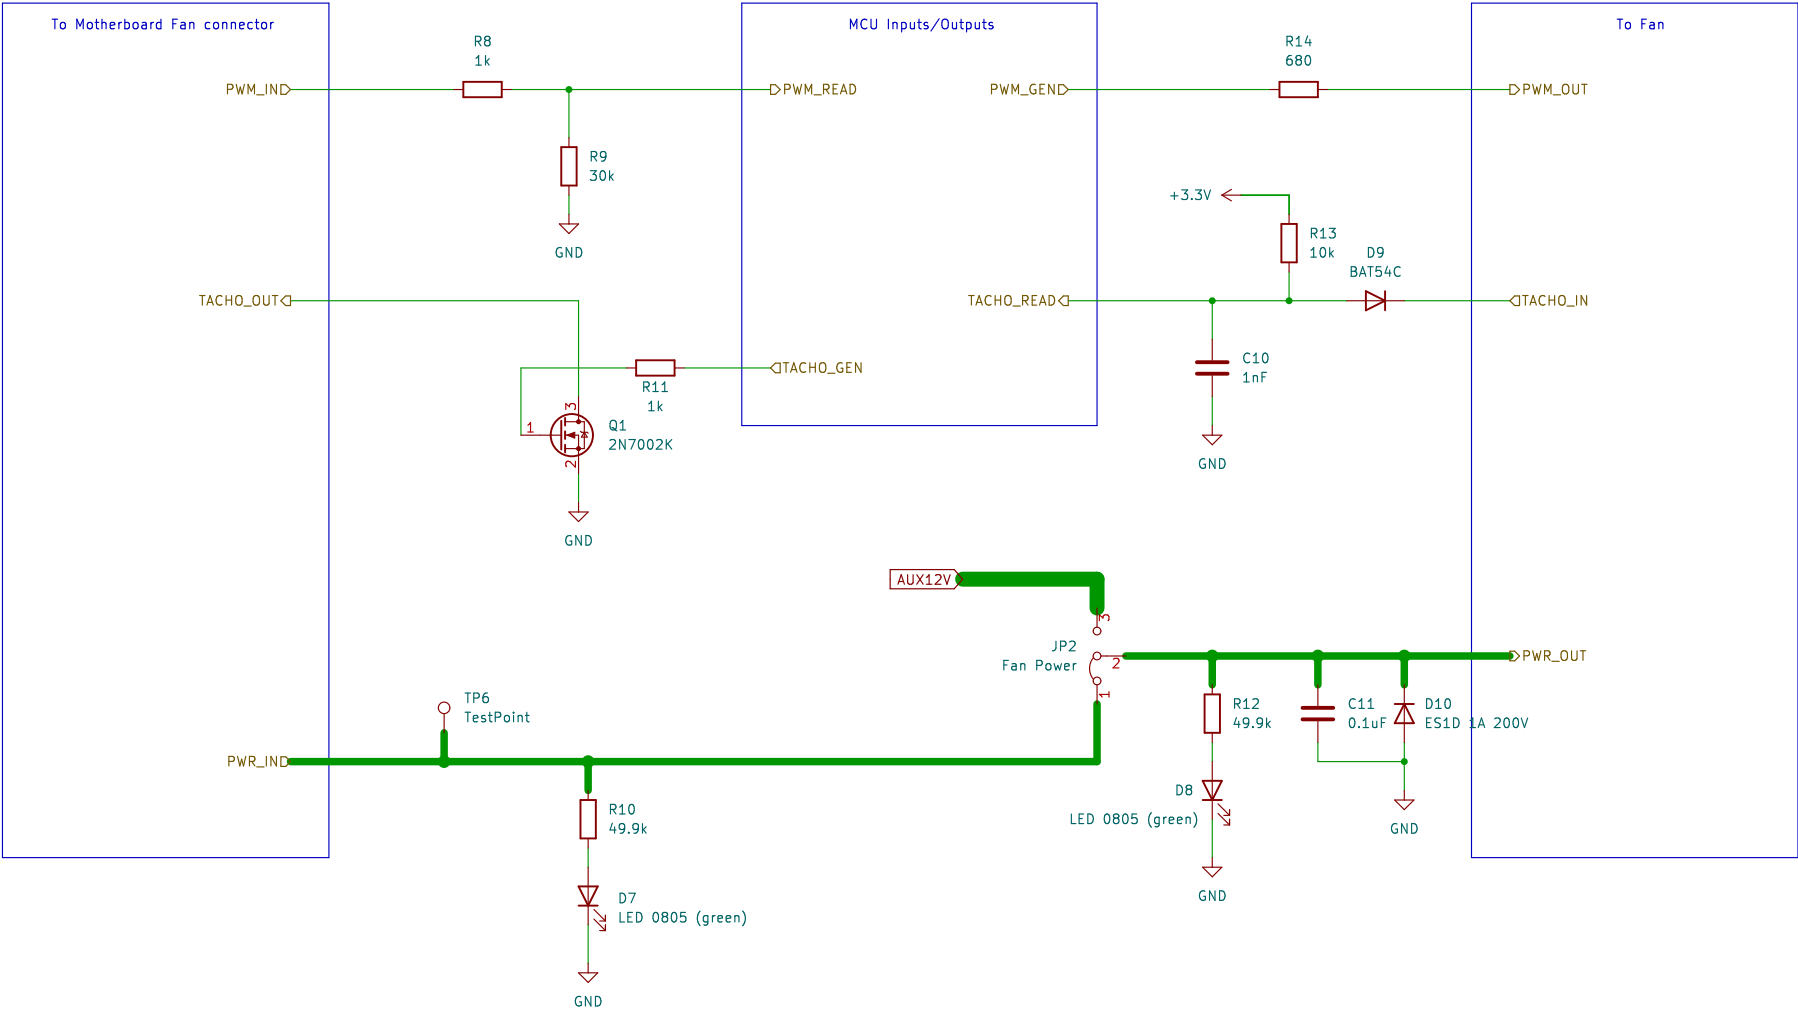 To Motherboard Fan connector
MCU Inputs/Outputs
To Fan
R8
1k
R14
680
PWM_IN
PWM_READ
PWM_GEN
PWM_OUT
R9
30k
GND
+3.3V
R13
10k
D9
BAT54C
TACHO_OUT
TACHO_READ
TACHO_IN
C10
1nF
GND
TACHO_GEN
R11
1k
3
1
2
Q1
2N7002K
GND
AUX12V
3
JP2
Fan Power
2
1
PWR_OUT
TP6
TestPoint
R12
49.9k
C11
0.1uF
D10
ES1D 1A 200V
PWR_IN
D8
LED 0805 (green)
GND
R10
49.9k
GND
D7
LED 0805 (green)
GND